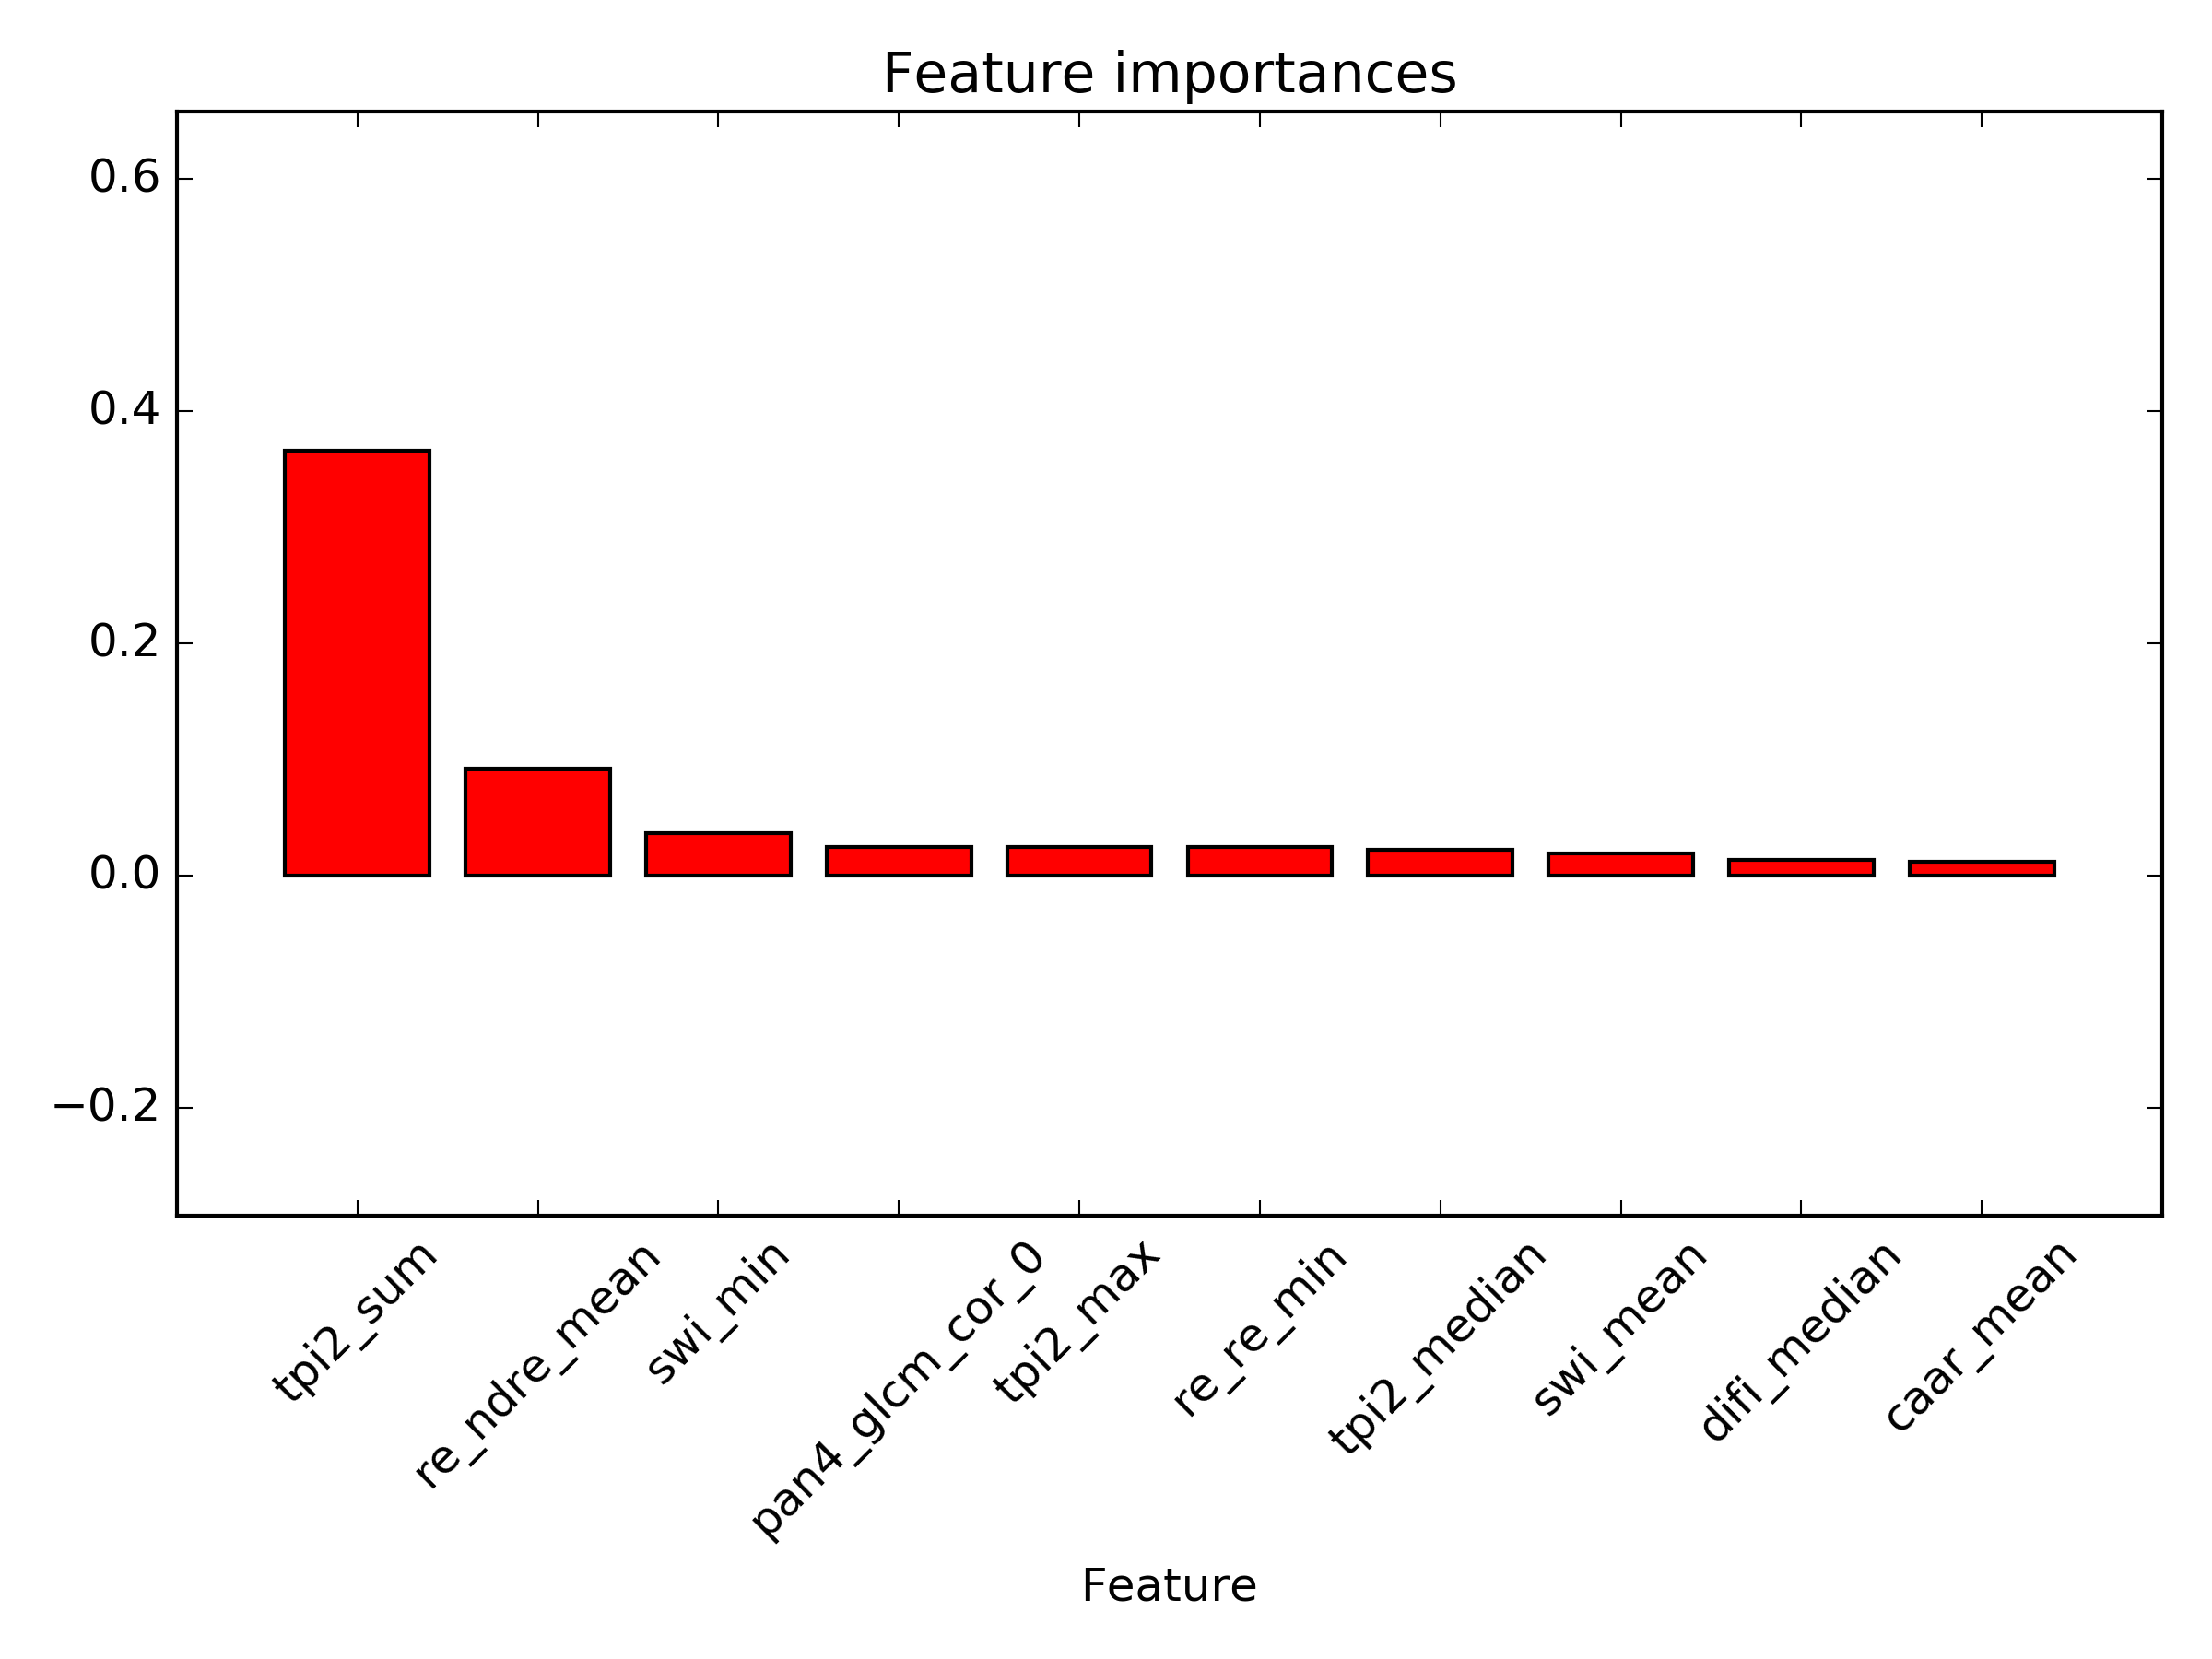 Feature importances
0.6
0.4
0.2
0.0
−0.2
tpi2_sum
re_ndre_mean
swi_min
pan4_glcm_cor_0
tpi2_max
re_re_min
tpi2_median
swi_mean
difi_median
caar_mean
Feature